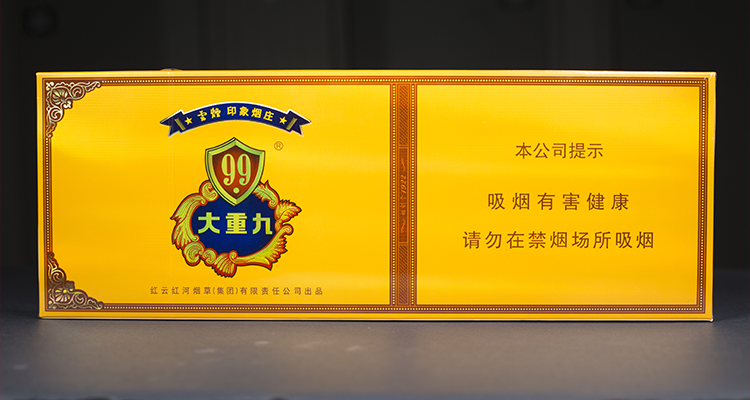 云烟 印象烟庄
99
®
大重九
红云红河烟草(集团)有限责任公司出品
本公司提示
吸烟有害健康
请勿在禁烟场所吸烟